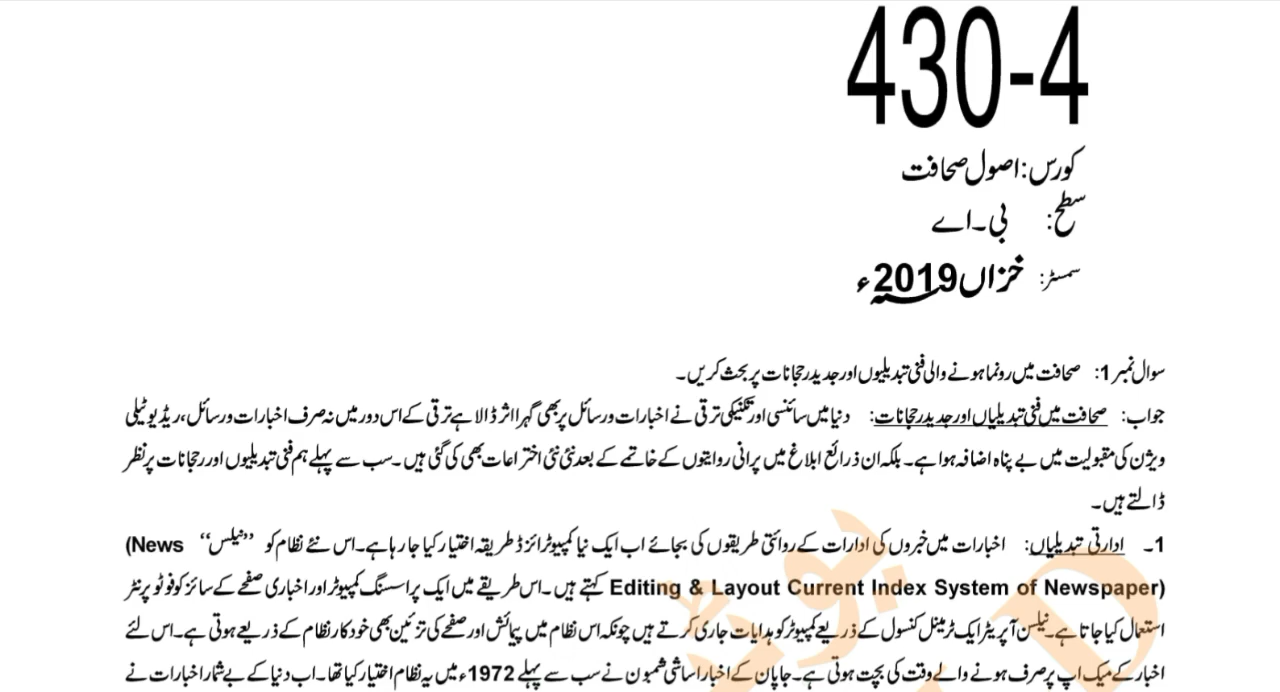 430-4
کورس: اصول صحافت
سطح: بی۔اے
سمسٹر: خزاں 2019ء
سوال نمبر 1: صحافت میں رونما ہونے والی فنی تبدیلیوں اور جدید رجحانات پر بحث کریں۔
جواب: صحافت میں فنی تبدیلیاں اور جدید رجحانات: دنیا میں سائنسی اور تکنیکی ترقی نے اخبارات ورسائل پر بھی گہرا اثر ڈالا ہے ترقی کے اس دور میں نہ صرف اخبارات ورسائل، ریڈیو ٹیلی
ویژن کی مقبولیت میں بے پناہ اضافہ ہوا ہے۔ بلکہ ان ذرائع ابلاغ میں پرانی روایتوں کے خاتمے کے بعد نئی نئی اختراعات بھی کی گئی ہیں۔ سب سے پہلے ہم فنی تبدیلیوں اور رجحانات پر نظر
ڈالتے ہیں۔
1۔ ادارتی تبدیلیاں: اخبارات میں خبروں کی ادارات کے روائتی طریقوں کی بجائے اب ایک نیا کمپیوٹرائزڈ طریقہ اختیار کیا جا رہا ہے۔ اس نئے نظام کو ”نیلس“ (News
Editing & Layout Current Index System of Newspaper) کہتے ہیں۔ اس طریقے میں ایک پراسسنگ کمپیوٹر اور اخباری صفحے کے سائز کو فوٹو پرنٹر
استعمال کیا جاتا ہے۔ نیلسن آپریٹر ایک ٹرمینل کنسول کے ذریعے کمپیوٹر کو ہدایات جاری کرتے ہیں چونکہ اس نظام میں پیمائش اور صفحے کی تزئین بھی خود کار نظام کے ذریعے ہوتی ہے۔ اس لئے
اخبار کے میک اپ پر صرف ہونے والے وقت کی بچت ہوتی ہے۔ جاپان کے اخبار اساشی شمبون نے سب سے پہلے 1972ء میں یہ نظام اختیار کیا تھا۔ اب دنیا کے بے شمار اخبارات نے